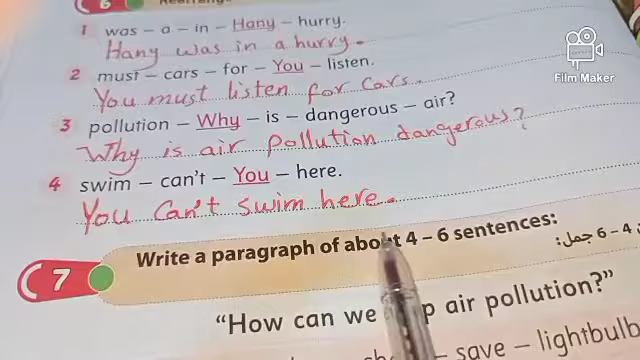 6 Rearrange:
1 was – a – in – Hany – hurry.
Hany was in a hurry.
2 must – cars – for – You – listen.
You must listen for cars.
3 pollution – Why – is – dangerous – air?
Why is air pollution dangerous?
4 swim – can't – You – here.
You can't swim here.
7 Write a paragraph of about 4 – 6 sentences:
4 – 6 جمل:
"How can we air pollution?"
– save – lightbulb
Film Maker